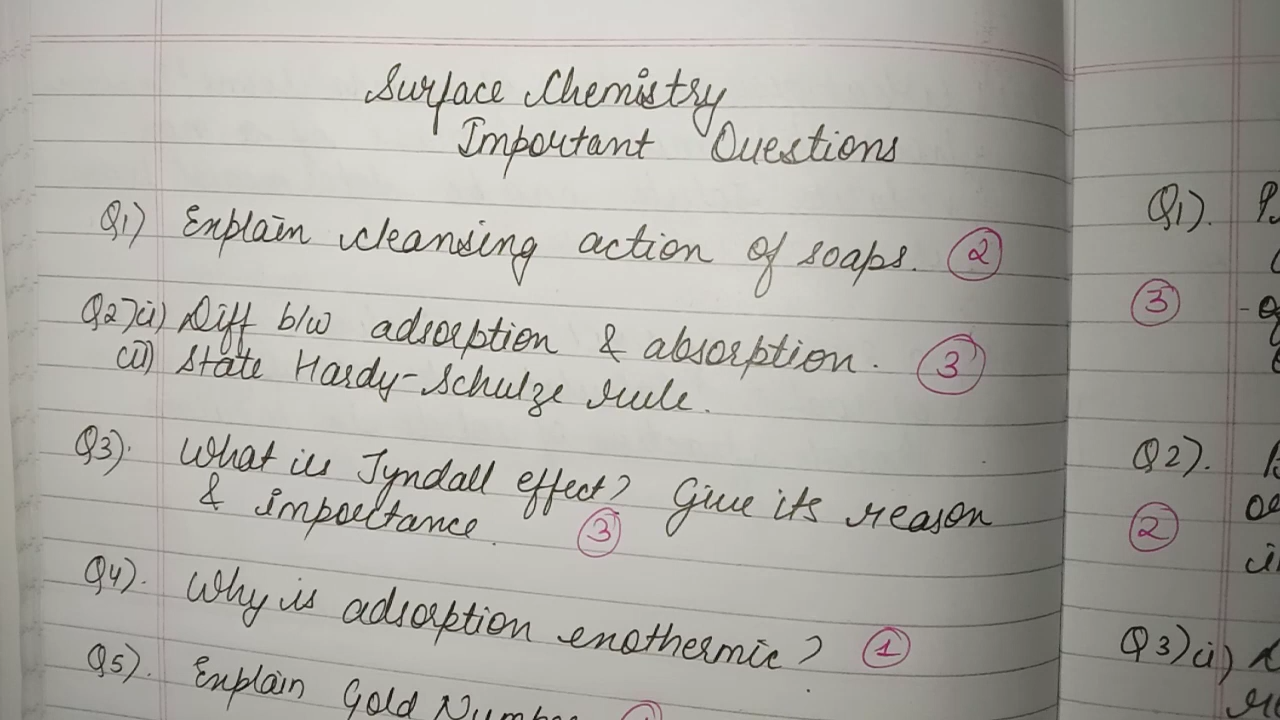 Surface Chemistry
Important Questions
Q1) Explain cleansing action of soaps. 2
Q2)(i) Diff b/w adsorption & absorption. 3
(ii) State Hardy-Schulze rule.
Q3). What is Tyndall effect? Give its reason
& importance. 3
Q4). Why is adsorption exothermic? 1
Q5). Explain Gold
Q1).
3
Q2).
2
Q3)(i)